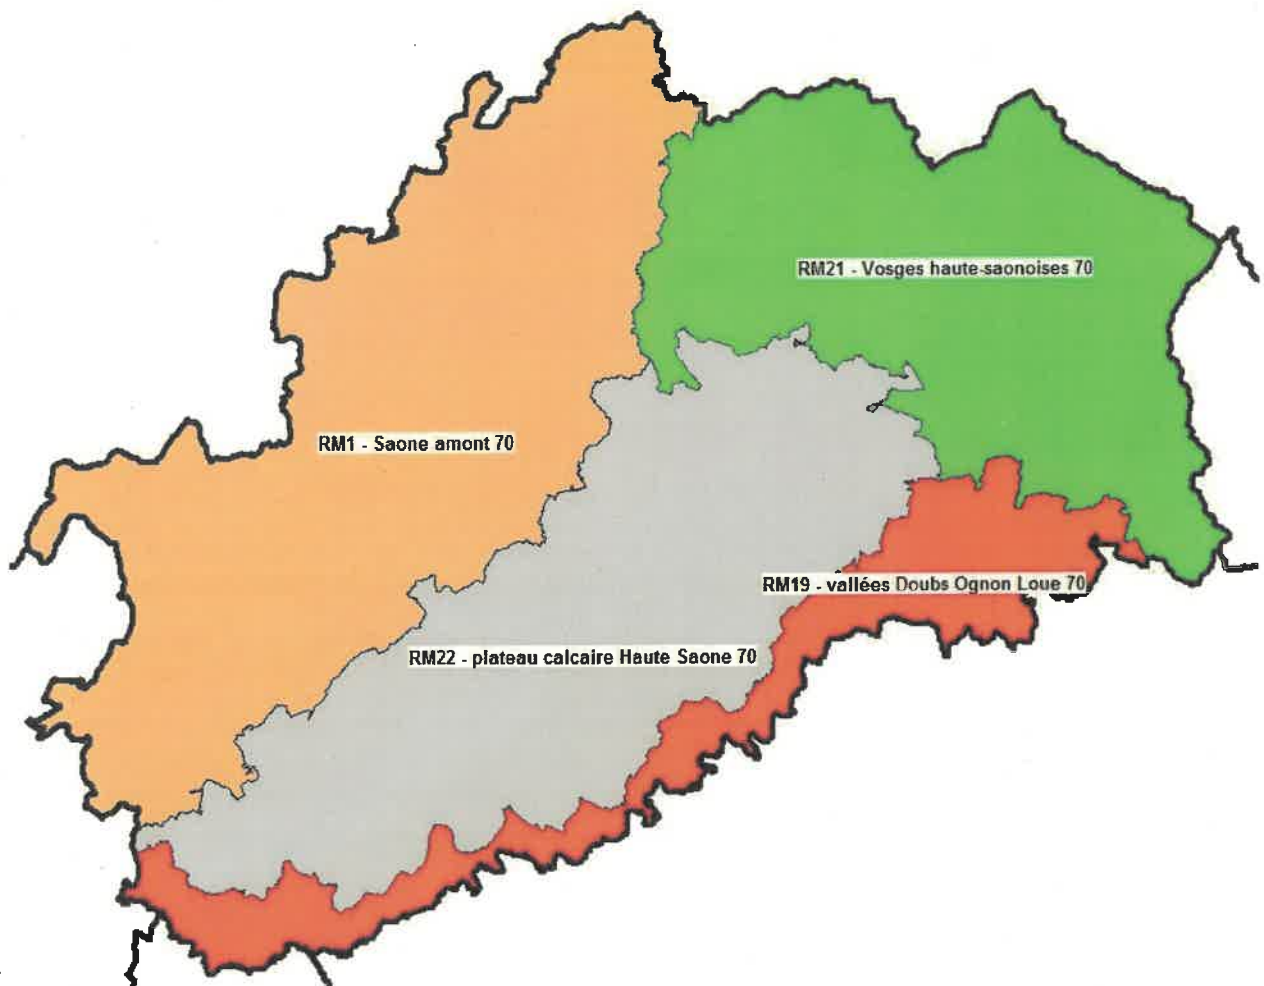 RM21 - Vosges haute-saonoises 70
RM1 - Saone amont 70
RM19 - vallées Doubs Ognon Loue 70
RM22 - plateau calcaire Haute Saone 70